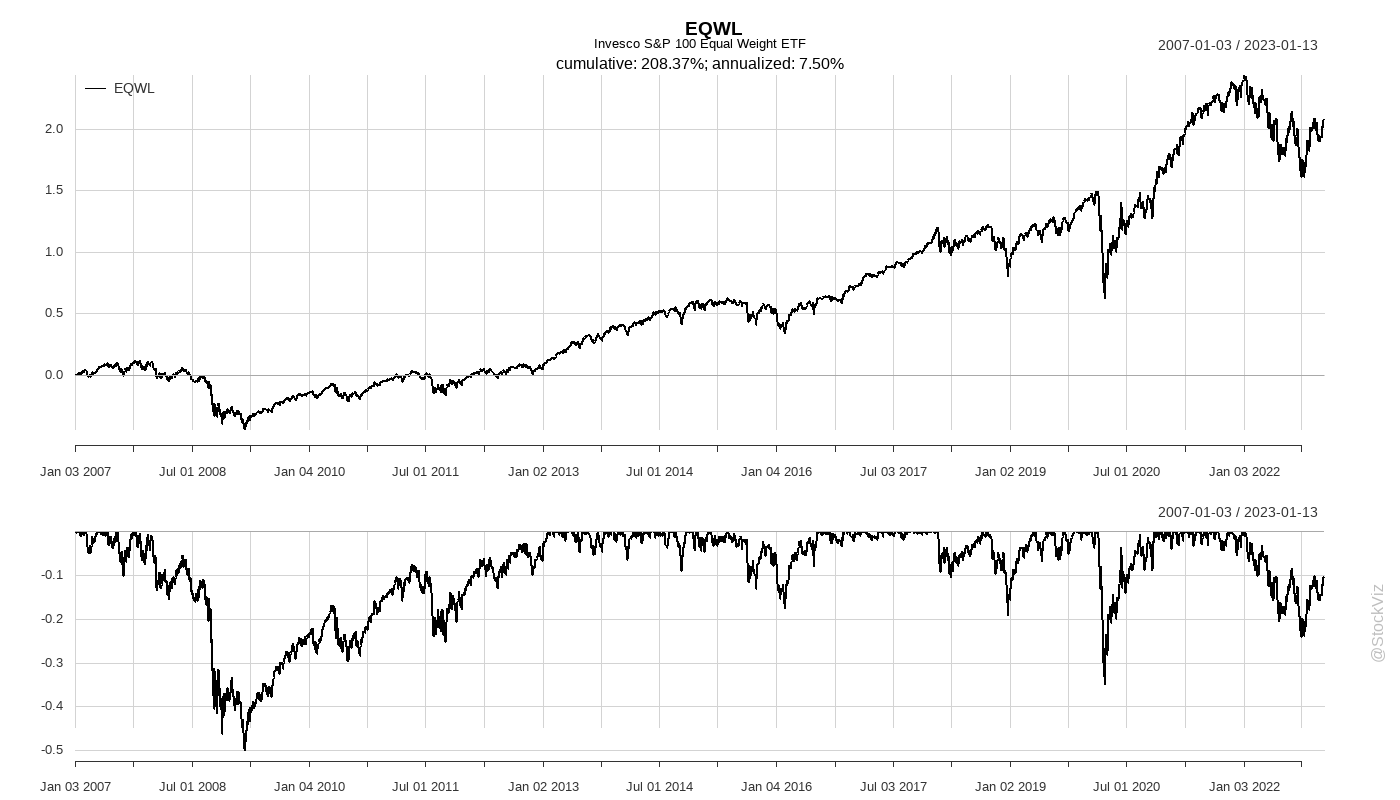 EQWL
Invesco S&P 100 Equal Weight ETF
2007-01-03 / 2023-01-13
cumulative: 208.37%; annualized: 7.50%
EQWL
2.0
1.5
1.0
0.5
0.0
Jan 03 2007 Jul 01 2008 Jan 04 2010 Jul 01 2011 Jan 02 2013 Jul 01 2014 Jan 04 2016 Jul 03 2017 Jan 02 2019 Jul 01 2020 Jan 03 2022
2007-01-03 / 2023-01-13
-0.1
-0.2
-0.3
-0.4
-0.5
Jan 03 2007 Jul 01 2008 Jan 04 2010 Jul 01 2011 Jan 02 2013 Jul 01 2014 Jan 04 2016 Jul 03 2017 Jan 02 2019 Jul 01 2020 Jan 03 2022
@StockViz